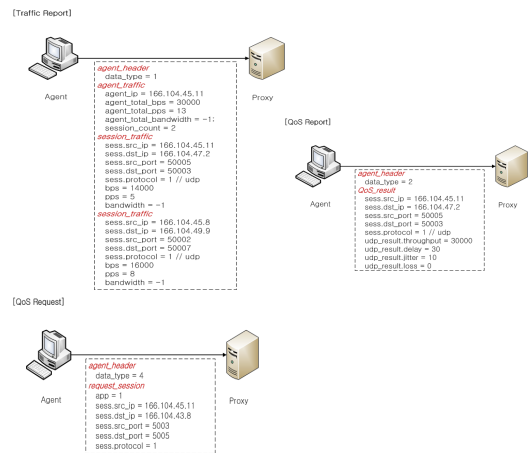 [Traffic Report]
Agent
Proxy
agent_header
data_type = 1
agent_traffic
agent_ip = 166.104.45.11
agent_total_bps = 30000
agent_total_pps = 13
agent_total_bandwidth = -1;
session_count = 2
session_traffic
sess.src_ip = 166.104.45.11
sess.dst_ip = 166.104.47.2
sess.src_port = 50005
sess.dst_port = 50003
sess.protocol = 1 // udp
bps = 14000
pps = 5
bandwidth = -1
session_traffic
sess.src_ip = 166.104.45.8
sess.dst_ip = 166.104.49.9
sess.src_port = 50002
sess.dst_port = 50007
sess.protocol = 1 // udp
bps = 16000
pps = 8
bandwidth = -1
[QoS Report]
Agent
Proxy
agent_header
data_type = 2
QoS_result
sess.src_ip = 166.104.45.11
sess.dst_ip = 166.104.47.2
sess.src_port = 50005
sess.dst_port = 50003
sess.protocol = 1 // udp
udp_result.throughput = 30000
udp_result.delay = 30
udp_result.jitter = 10
udp_result.loss = 0
[QoS Request]
Agent
Proxy
agent_header
data_type = 4
request_session
app = 1
sess.src_ip = 166.104.45.11
sess.dst_ip = 166.104.43.8
sess.src_port = 5003
sess.dst_port = 5005
sess.protocol = 1